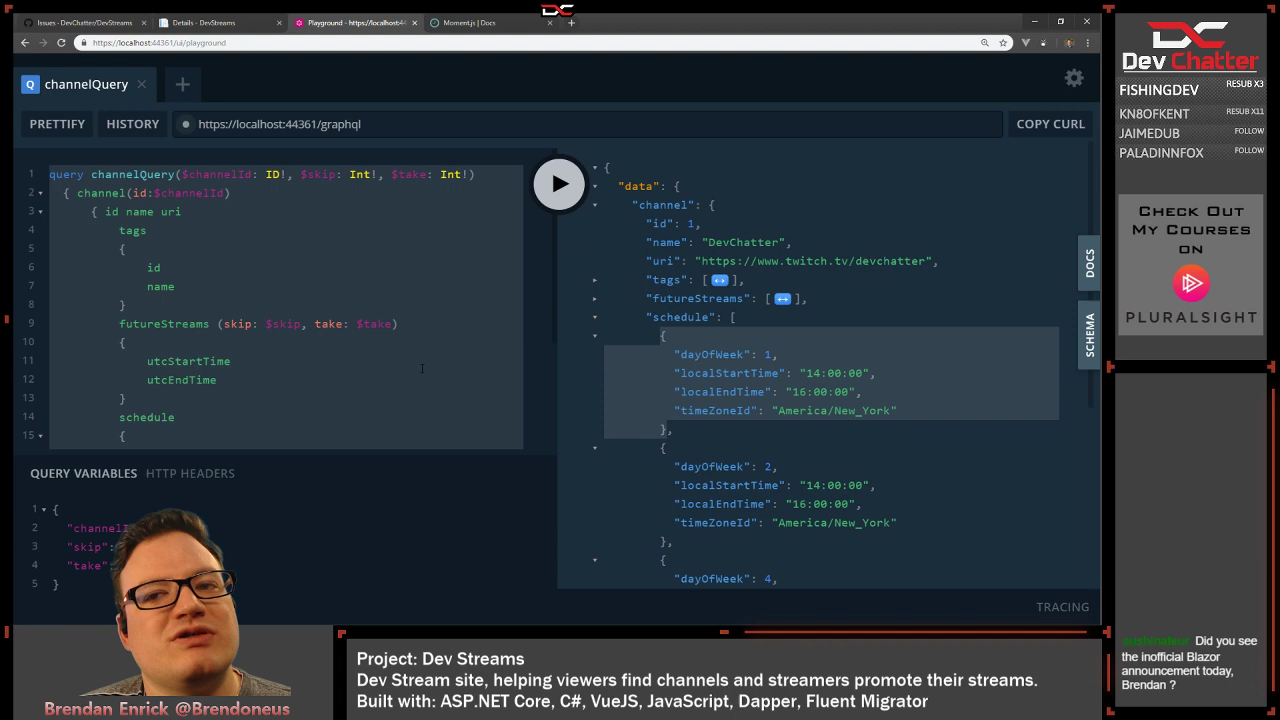 Issues - DevChatter/DevStreams
Details - DevStreams
Playground - https://localhost:44
Moment.js | Docs
https://localhost:44361/ui/playground
Q channelQuery
PRETTIFY
HISTORY
https://localhost:44361/graphql
COPY CURL
1 query channelQuery($channelId: ID!, $skip: Int!, $take: Int!)
2 { channel(id:$channelId)
3 { id name uri
4 tags
5 {
6 id
7 name
8 }
9 futureStreams (skip: $skip, take: $take)
10 {
11 utcStartTime
12 utcEndTime
13 }
14 schedule
15 {
QUERY VARIABLES HTTP HEADERS
1 {
2 "channelI
3 "skip":
4 "take"
5 }
{
"data": {
"channel": {
"id": 1,
"name": "DevChatter",
"uri": "https://www.twitch.tv/devchatter",
"tags": [ ],
"futureStreams": [ ],
"schedule": [
{
"dayOfWeek": 1,
"localStartTime": "14:00:00",
"localEndTime": "16:00:00",
"timeZoneId": "America/New_York"
},
{
"dayOfWeek": 2,
"localStartTime": "14:00:00",
"localEndTime": "16:00:00",
"timeZoneId": "America/New_York"
},
{
"dayOfWeek": 4,
DOCS
SCHEMA
TRACING
DC
Dev Chatter
FISHINGDEV RESUB X3
KN8OFKENT RESUB X11
JAIMEDUB FOLLOW
PALADINNFOX FOLLOW
CHECK OUT
MY COURSES
ON
PLURALSIGHT
Did you see
the inofficial Blazor
announcement today,
Brendan ?
Project: Dev Streams
Dev Stream site, helping viewers find channels and streamers promote their streams.
Built with: ASP.NET Core, C#, VueJS, JavaScript, Dapper, Fluent Migrator
Brendan Enrick @Brendoneus